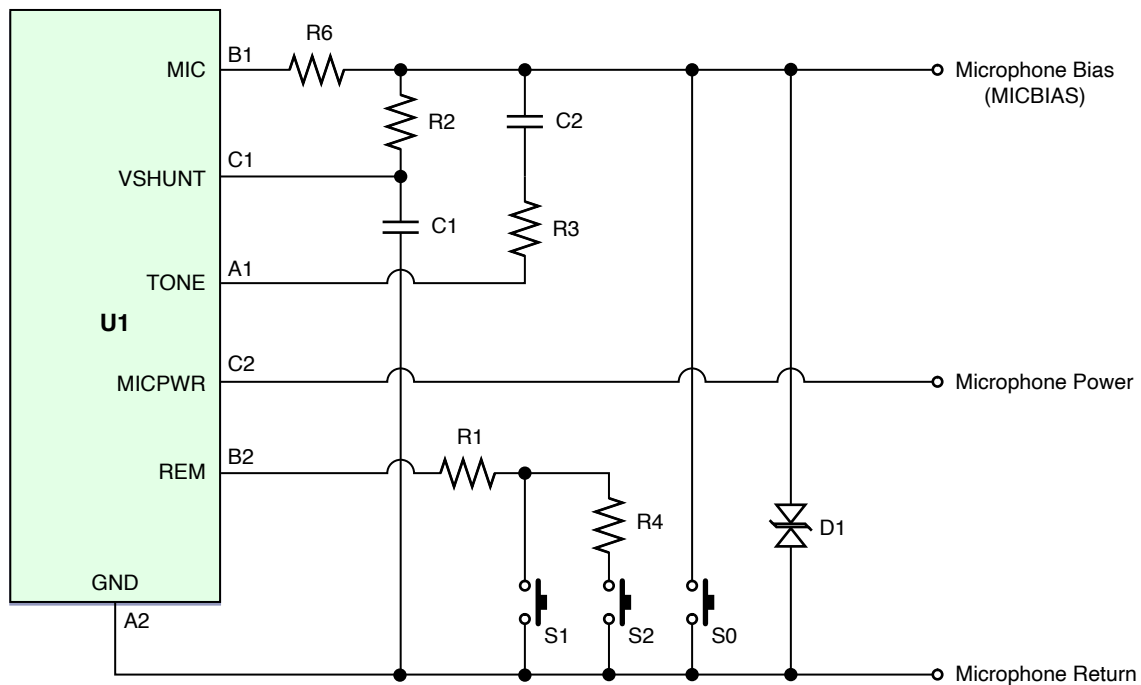 R6
B1
MIC
Microphone Bias
(MICBIAS)
R2
C2
C1
VSHUNT
C1
R3
A1
TONE
U1
C2
MICPWR
Microphone Power
R1
B2
REM
R4
D1
GND
A2
S1
S2
S0
Microphone Return